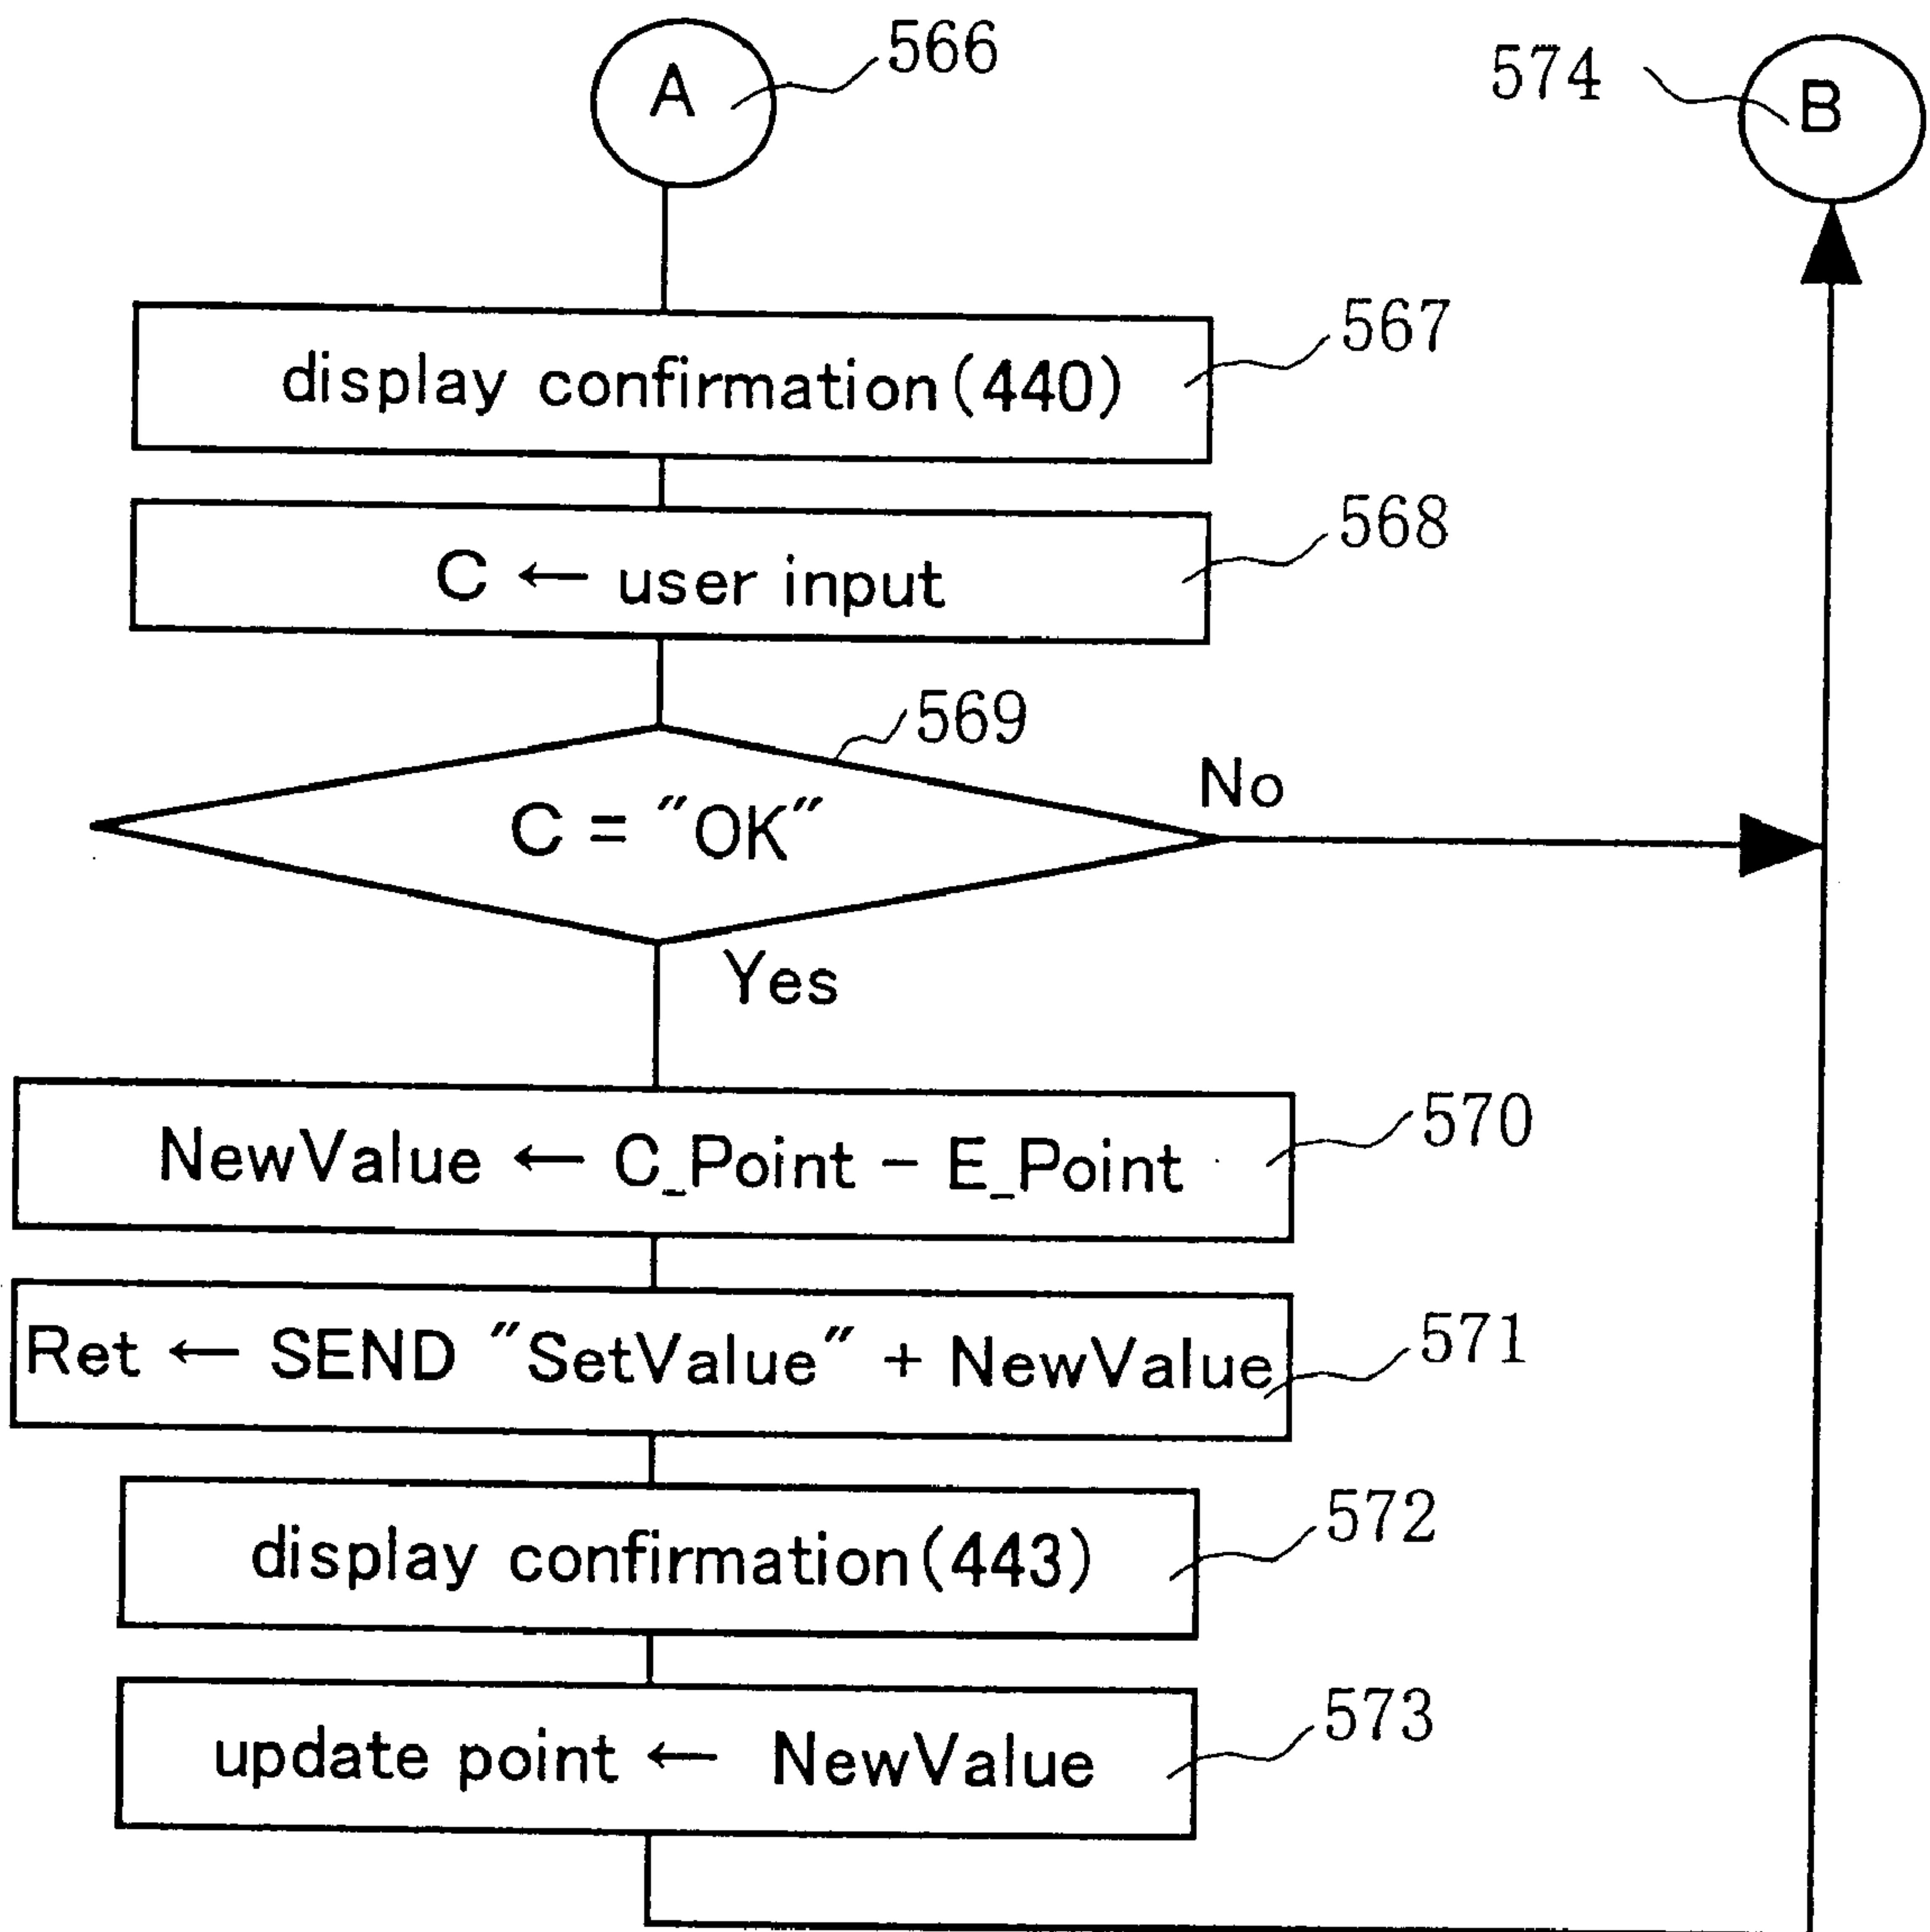 A 566
574 B
display confirmation(440) 567
C ← user input 568
569
C = "OK" No
Yes
NewValue ← C_Point − E_Point 570
Ret ← SEND "SetValue" + NewValue 571
display confirmation(443) 572
update point ← NewValue 573